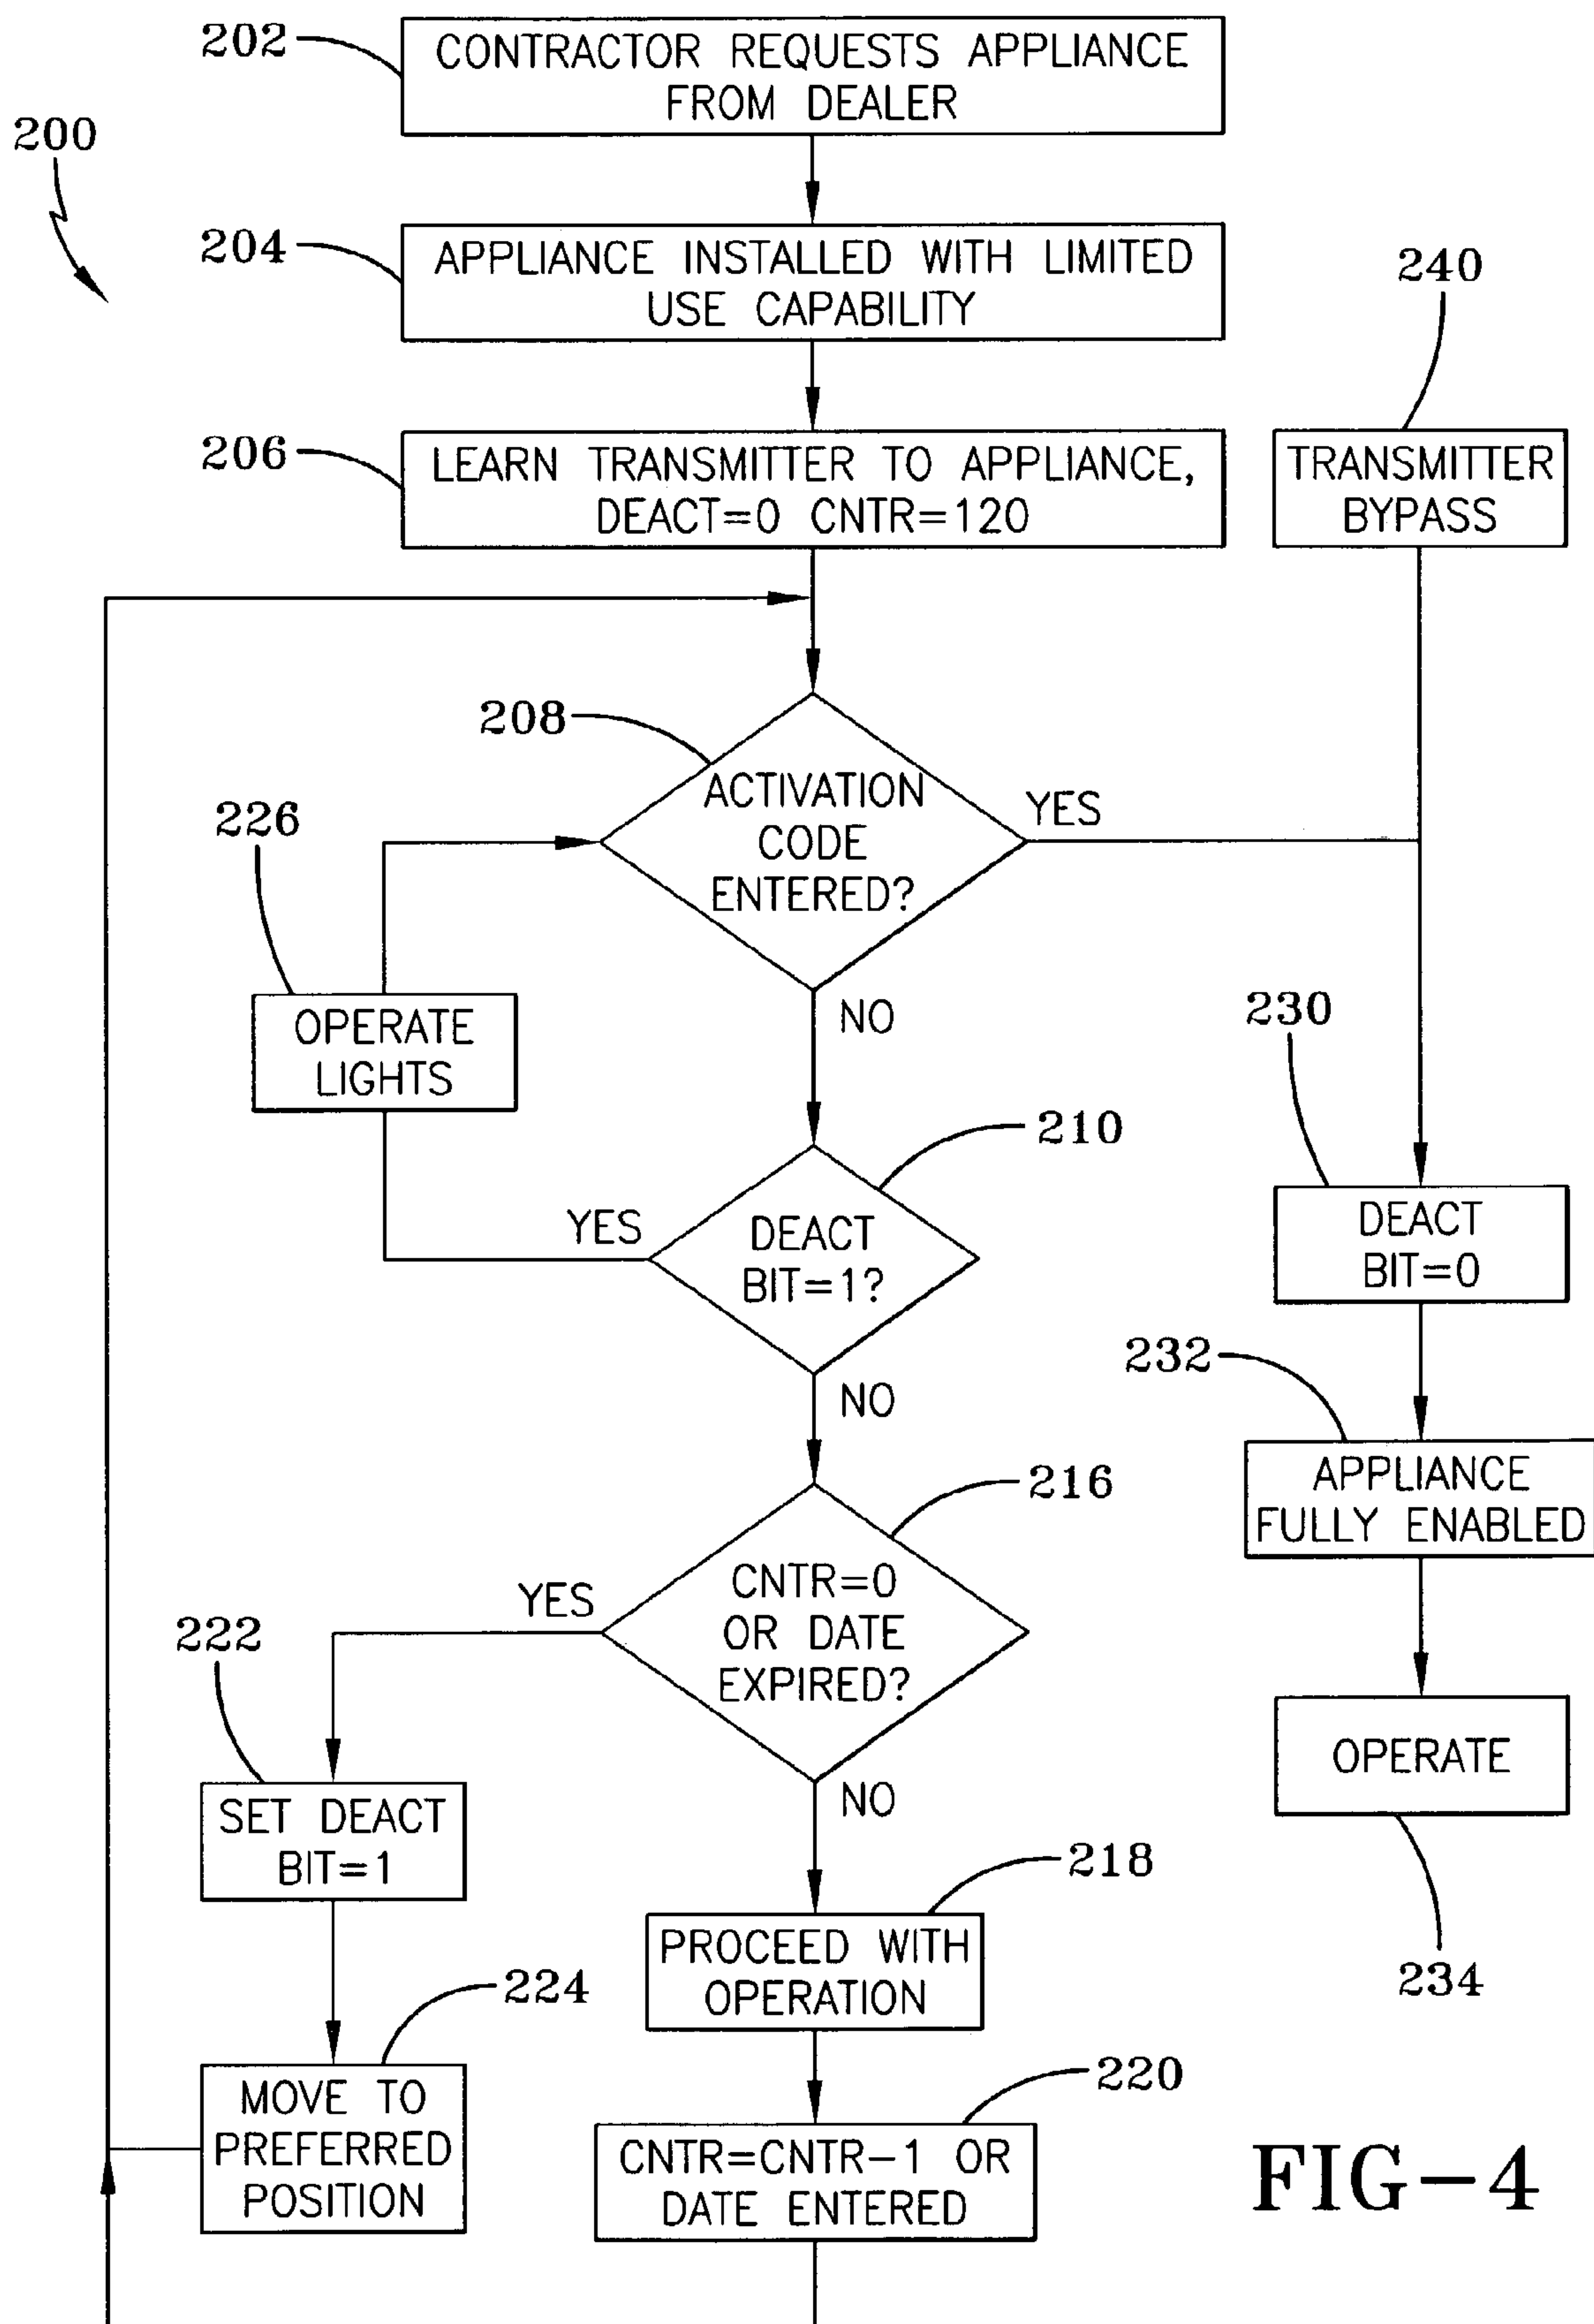 202
CONTRACTOR REQUESTS APPLIANCE
FROM DEALER
200
204
APPLIANCE INSTALLED WITH LIMITED
USE CAPABILITY
240
206
LEARN TRANSMITTER TO APPLIANCE,
DEACT=0 CNTR=120
TRANSMITTER
BYPASS
208
ACTIVATION
CODE
ENTERED?
YES
226
OPERATE
LIGHTS
NO
230
210
DEACT
BIT=1?
YES
DEACT
BIT=0
232
NO
216
APPLIANCE
FULLY ENABLED
CNTR=0
OR DATE
EXPIRED?
YES
222
OPERATE
NO
SET DEACT
BIT=1
218
PROCEED WITH
OPERATION
234
224
220
MOVE TO
PREFERRED
POSITION
CNTR=CNTR-1 OR
DATE ENTERED
FIG-4